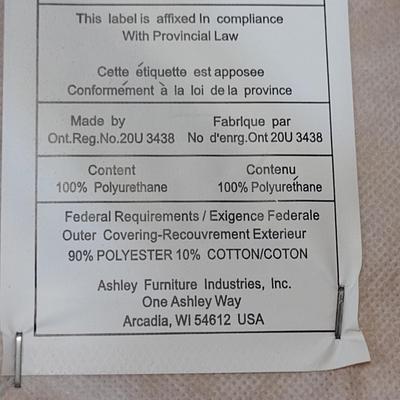 This label is affixed In compliance
With Provincial Law
Cette étiquette est apposee
Conformément à la loi de la province
Made by Fabrlque par
Ont.Reg.No.20U 3438 No d'enrg.Ont 20U 3438
Content Contenu
100% Polyurethane 100% Polyuréthane
Federal Requirements / Exigence Federale
Outer Covering-Recouvrement Exterieur
90% POLYESTER 10% COTTON/COTON
Ashley Furniture Industries, Inc.
One Ashley Way
Arcadia, WI 54612 USA